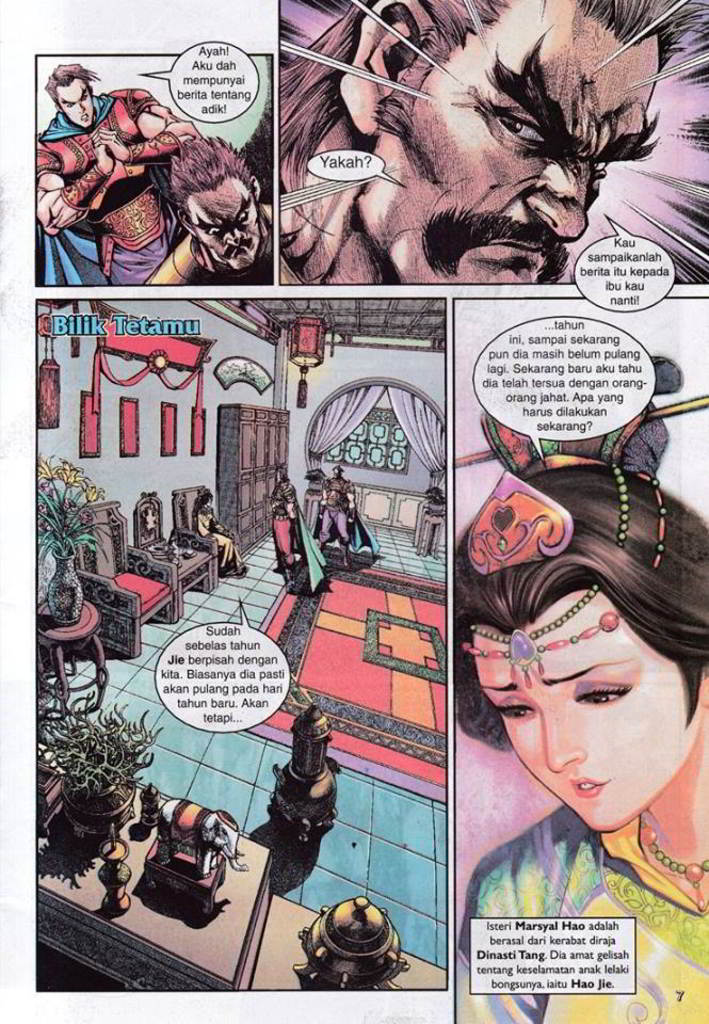 Ayah!
Aku dah
mempunyai
berita tentang
adik!
Yakah?
Kau
sampaikanlah
berita itu kepada
ibu kau
nanti!
Bilik Tetamu
Sudah
sebelas tahun
Jie berpisah dengan
kita. Biasanya dia pasti
akan pulang pada hari
tahun baru. Akan
tetapi...
...tahun
ini, sampai sekarang
pun dia masih belum pulang
lagi. Sekarang baru aku tahu
dia telah tersua dengan orang-
orang jahat. Apa yang
harus dilakukan
sekarang?
Isteri Marsyal Hao adalah
berasal dari kerabat diraja
Dinasti Tang. Dia amat gelisah
tentang keselamatan anak lelaki
bongsunya, iaitu Hao Jie.
7